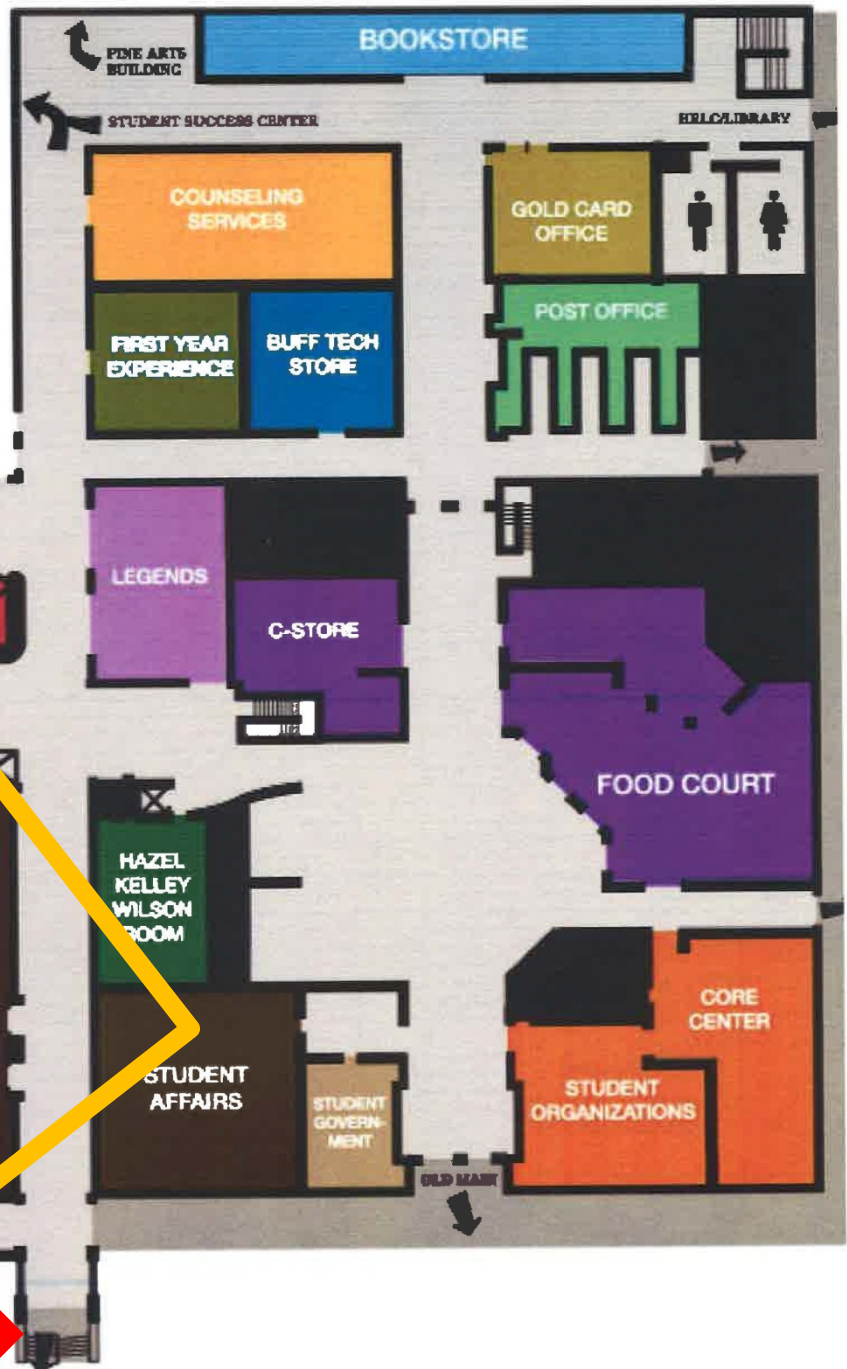 BOOKSTORE
FINE ARTS
BUILDING
STUDENT SUCCESS CENTER
HELC/LIBRARY
COUNSELING
SERVICES
GOLD CARD
OFFICE
POST OFFICE
FIRST YEAR
EXPERIENCE
BUFF TECH
STORE
LEGENDS
C-STORE
FOOD COURT
HAZEL
KELLEY
WILSON
ROOM
CORE
CENTER
STUDENT
AFFAIRS
STUDENT
GOVERN-
MENT
STUDENT
ORGANIZATIONS
OLD MAIN